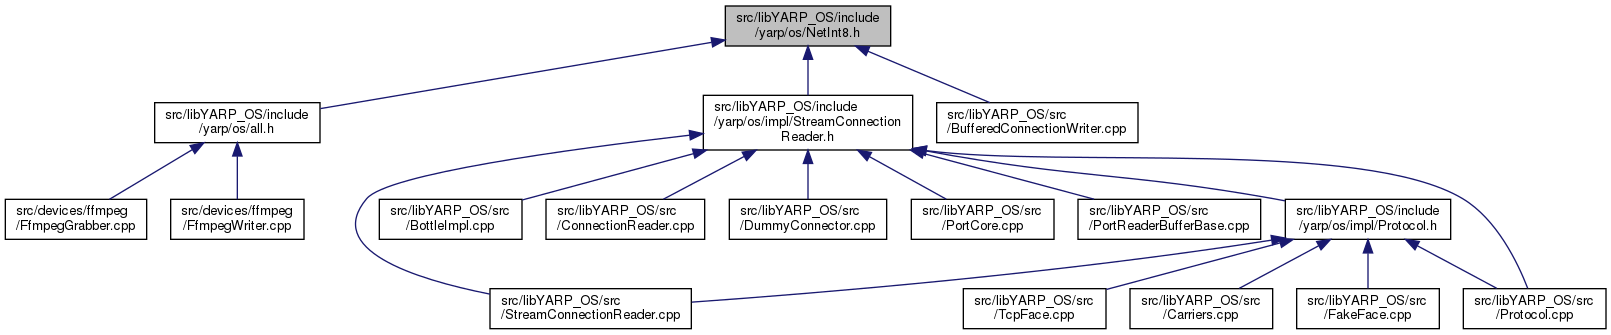 src/libYARP_OS/include
/yarp/os/NetInt8.h
src/libYARP_OS/include
/yarp/os/all.h
src/libYARP_OS/include
/yarp/os/impl/StreamConnection
Reader.h
src/libYARP_OS/src
/BufferedConnectionWriter.cpp
src/devices/ffmpeg
/FfmpegGrabber.cpp
src/devices/ffmpeg
/FfmpegWriter.cpp
src/libYARP_OS/src
/BottleImpl.cpp
src/libYARP_OS/src
/ConnectionReader.cpp
src/libYARP_OS/src
/DummyConnector.cpp
src/libYARP_OS/src
/PortCore.cpp
src/libYARP_OS/src
/PortReaderBufferBase.cpp
src/libYARP_OS/include
/yarp/os/impl/Protocol.h
src/libYARP_OS/src
/StreamConnectionReader.cpp
src/libYARP_OS/src
/TcpFace.cpp
src/libYARP_OS/src
/Carriers.cpp
src/libYARP_OS/src
/FakeFace.cpp
src/libYARP_OS/src
/Protocol.cpp